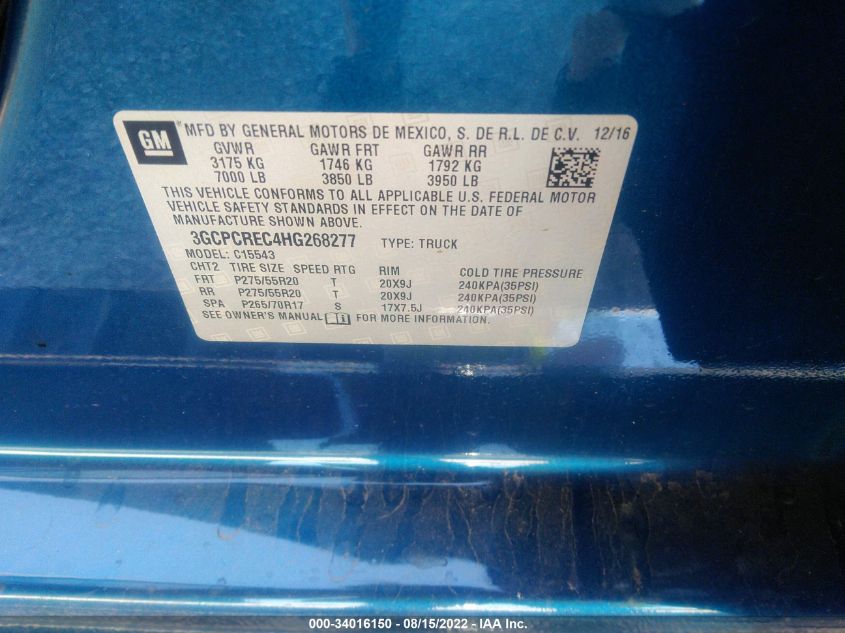 GM MFD BY GENERAL MOTORS DE MEXICO, S. DE R.L. DE C.V. 12/16
GVWR GAWR FRT GAWR RR
3175 KG 1746 KG 1792 KG
7000 LB 3850 LB 3950 LB
THIS VEHICLE CONFORMS TO ALL APPLICABLE U.S. FEDERAL MOTOR
VEHICLE SAFETY STANDARDS IN EFFECT ON THE DATE OF
MANUFACTURE SHOWN ABOVE.
3GCPCREC4HG268277 TYPE: TRUCK
MODEL: C15543
CHT2 TIRE SIZE SPEED RTG RIM COLD TIRE PRESSURE
FRT P275/55R20 T 20X9J 240KPA(35PSI)
RR P275/55R20 T 20X9J 240KPA(35PSI)
SPA P265/70R17 S 17X7.5J 240KPA(35PSI)
SEE OWNER'S MANUAL FOR MORE INFORMATION.
000-34016150 - 08/15/2022 - IAA Inc.